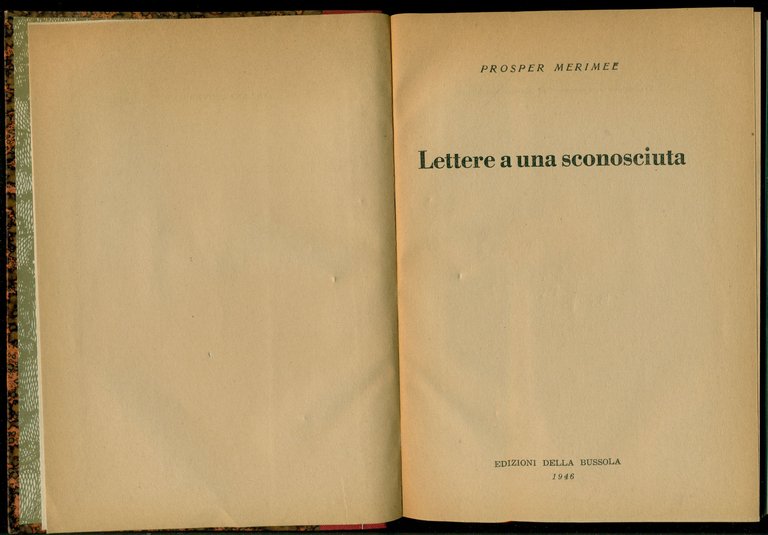 PROSPER MERIMEE
Lettere a una sconosciuta
EDIZIONI DELLA BUSSOLA
1946